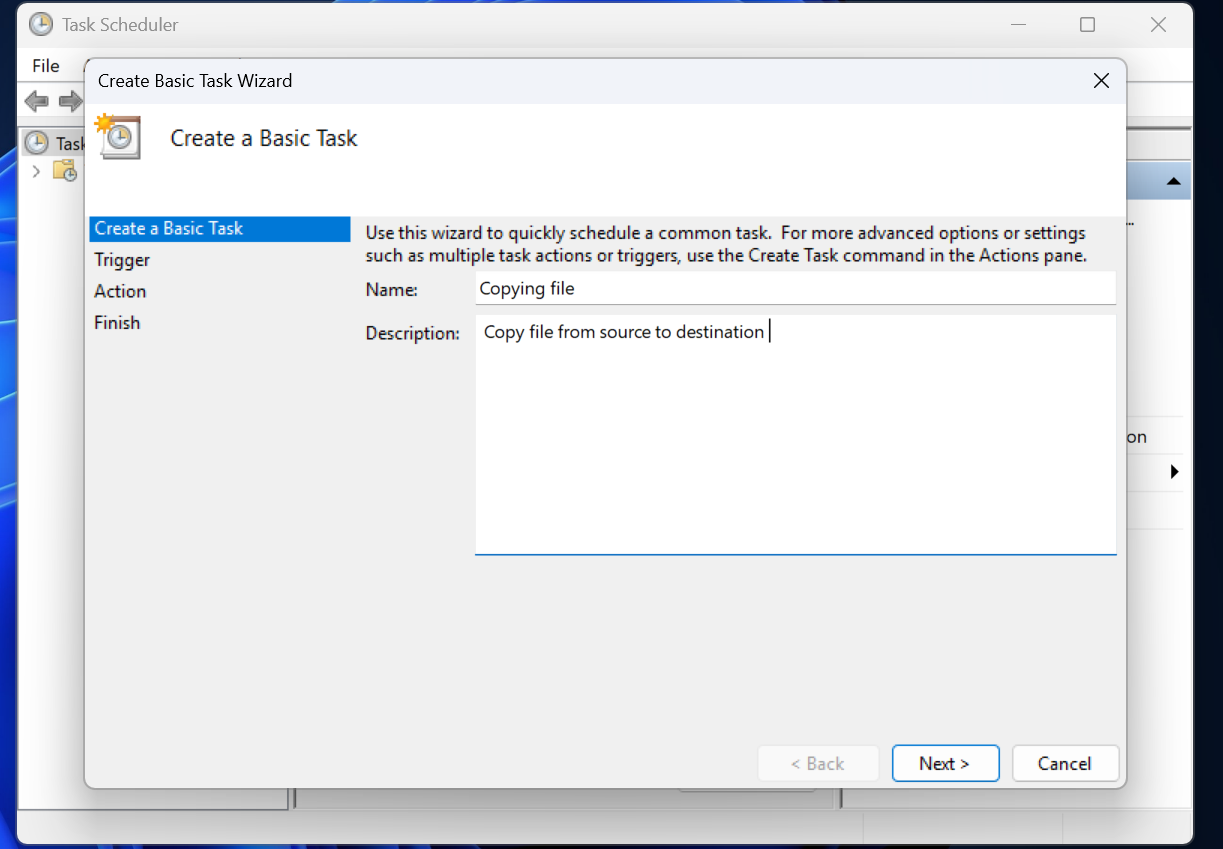 Task Scheduler
File
Create Basic Task Wizard
Create a Basic Task
Create a Basic Task
Use this wizard to quickly schedule a common task. For more advanced options or settings
such as multiple task actions or triggers, use the Create Task command in the Actions pane.
Trigger
Action
Finish
Name: Copying file
Description: Copy file from source to destination
Task
on
...
< Back Next > Cancel